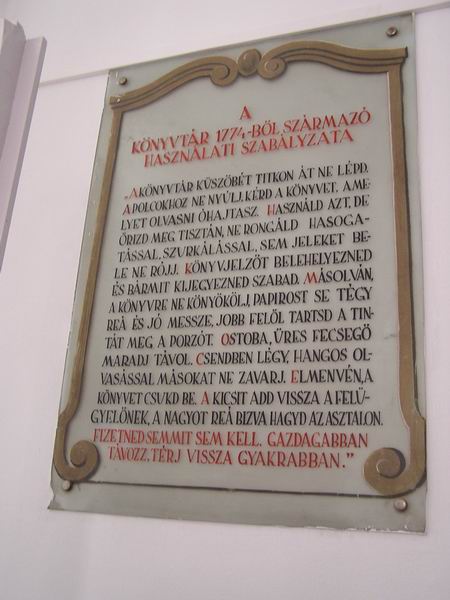 A
KÖNYVTÁR 1774-BŐL SZÁRMAZÓ
HASZNÁLATI SZABÁLYZATA
„A KÖNYVTÁR KÜSZÖBÉT TITKON ÁT NE LÉPD.
A POLCOKHOZ NE NYÚLJ. KÉRD A KÖNYVET, AME-
LYET OLVASNI ÓHAJTASZ. HASZNÁLD AZT, DE
ŐRIZD MEG TISZTÁN, NE RONGÁLD HASOGA-
TÁSSAL, SZURKÁLÁSSAL, SEM JELEKET BE-
LE NE RÓJJ. KÖNYVJELZŐT BELEHELYEZNED
ÉS BÁRMIT KIJEGYEZNED SZABAD. MÁSOLVÁN,
A KÖNYVRE NE KÖNYÖKÖLJ, PAPIROST SE TÉGY
REÁ ÉS JÓ MESSZE, JOBB FELŐL TARTSD A TIN-
TÁT MEG A PORZÓT. OSTOBA, ÜRES FECSEGŐ
MARADJ TÁVOL. CSENDBEN LÉGY, HANGOS OL-
VASÁSSAL MÁSOKAT NE ZAVARJ. ELMENVÉN, A
KÖNYVET CSUKD BE. A KICSIT ADD VISSZA A FELÜ-
GYELŐNEK, A NAGYOT REÁ BIZVA HAGYD AZ ASZTALON.
FIZETNED SEMMIT SEM KELL. GAZDAGABBAN
TÁVOZZ. TÉRJ VISSZA GYAKRABBAN.”